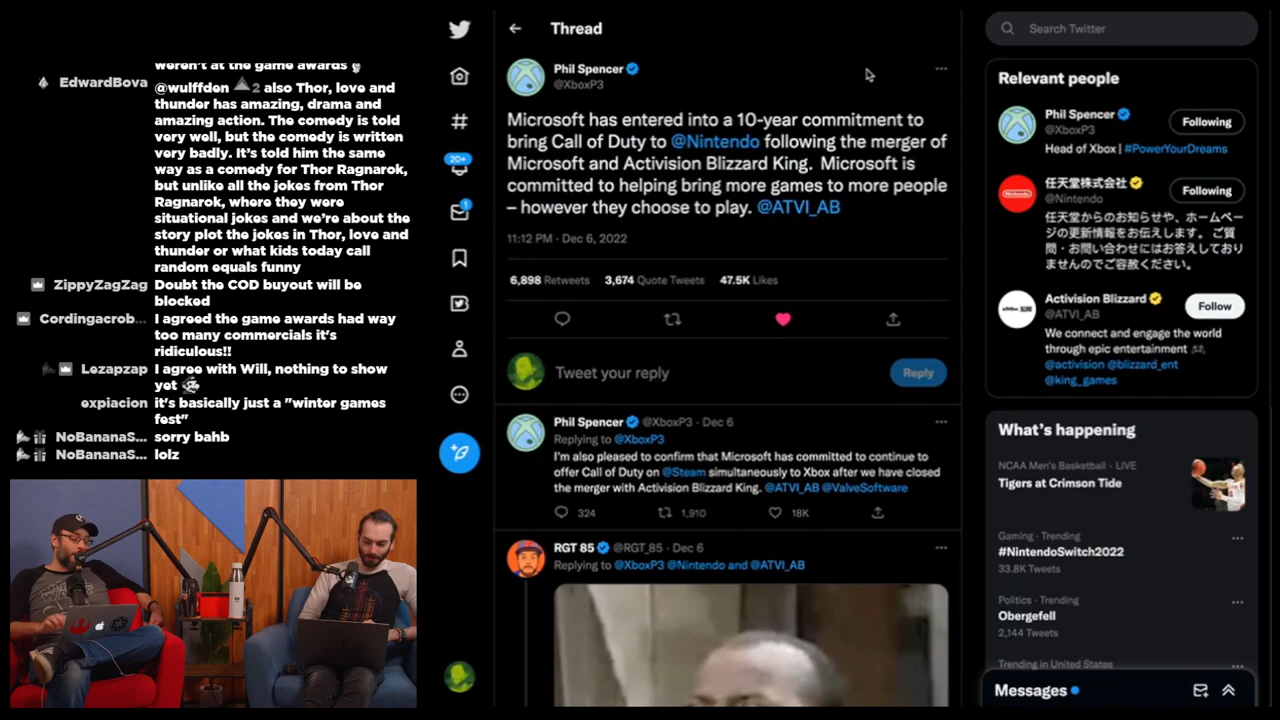 weren't at the game awards
EdwardBova
@wulffden 2 also Thor, love and
thunder has amazing, drama and
amazing action. The comedy is told
very well, but the comedy is written
very badly. It's told him the same
way as a comedy for Thor Ragnarok,
but unlike all the jokes from Thor
Ragnarok, where they were
situational jokes and we're about the
story plot the jokes in Thor, love and
thunder or what kids today call
random equals funny
ZippyZagZag Doubt the COD buyout will be
blocked
Cordingacrob... I agreed the game awards had way
too many commercials it's
ridiculous!!
Lezapzap I agree with Will, nothing to show
yet
expiacion it's basically just a "winter games
fest"
NoBananaS... sorry bahb
NoBananaS... lolz
20+
1
Thread
Phil Spencer
@XboxP3
Microsoft has entered into a 10-year commitment to
bring Call of Duty to @Nintendo following the merger of
Microsoft and Activision Blizzard King. Microsoft is
committed to helping bring more games to more people
– however they choose to play. @ATVI_AB
11:12 PM · Dec 6, 2022
6,898 Retweets 3,674 Quote Tweets 47.5K Likes
Tweet your reply
Reply
Phil Spencer @XboxP3 · Dec 6
Replying to @XboxP3
I'm also pleased to confirm that Microsoft has committed to continue to
offer Call of Duty on @Steam simultaneously to Xbox after we have closed
the merger with Activision Blizzard King. @ATVI_AB @ValveSoftware
324 1,910 18K
RGT 85 @RGT_85 · Dec 6
Replying to @XboxP3 @Nintendo and @ATVI_AB
Search Twitter
Relevant people
Phil Spencer
@XboxP3
Following
Head of Xbox | #PowerYourDreams
任天堂株式会社
@Nintendo
Following
任天堂からのお知らせや、ホームペー
ジの更新情報をお伝えします。 ご質
問・お問い合わせにはお答えしており
ませんのでご容赦ください。
Activision Blizzard
@ATVI_AB
Follow
We connect and engage the world
through epic entertainment
@activision @blizzard_ent
@king_games
What's happening
NCAA Men's Basketball · LIVE
Tigers at Crimson Tide
Gaming · Trending
#NintendoSwitch2022
33.8K Tweets
Politics · Trending
Obergefell
2,144 Tweets
Trending in United States
Messages